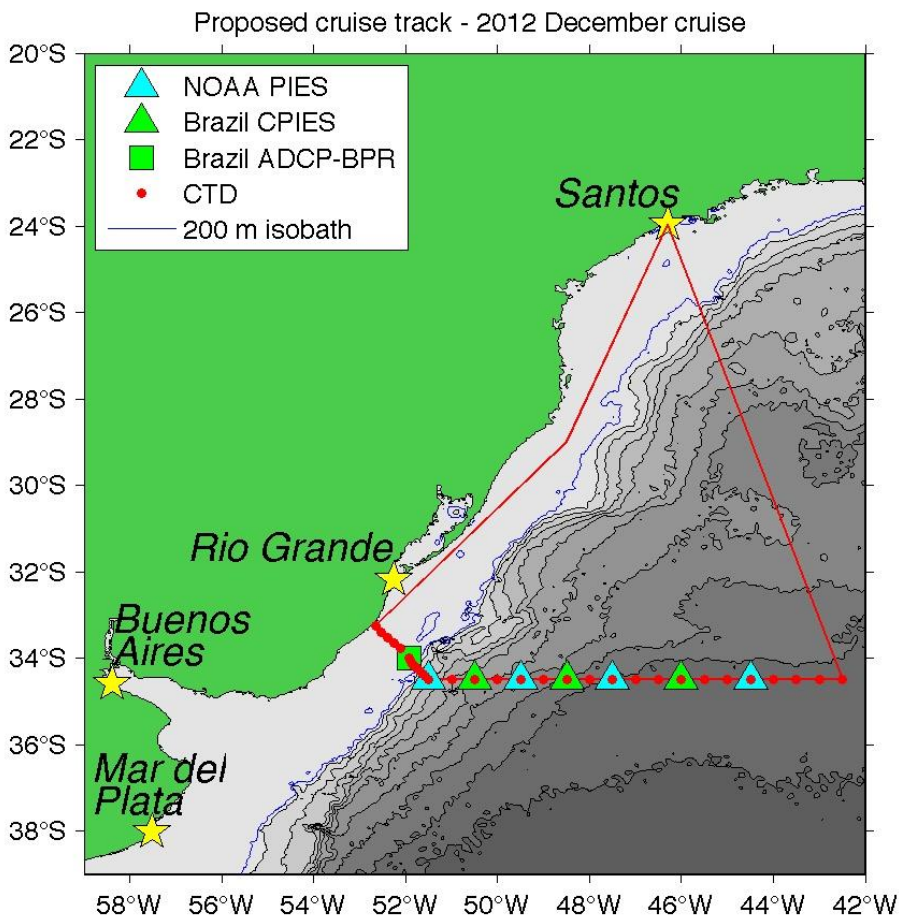 Proposed cruise track - 2012 December cruise
20°S
22°S
24°S
26°S
28°S
30°S
32°S
34°S
36°S
38°S
NOAA PIES
Brazil CPIES
Brazil ADCP-BPR
CTD
200 m isobath
Santos
Rio Grande
Buenos
Aires
Mar del
Plata
58°W 56°W 54°W 52°W 50°W 48°W 46°W 44°W 42°W